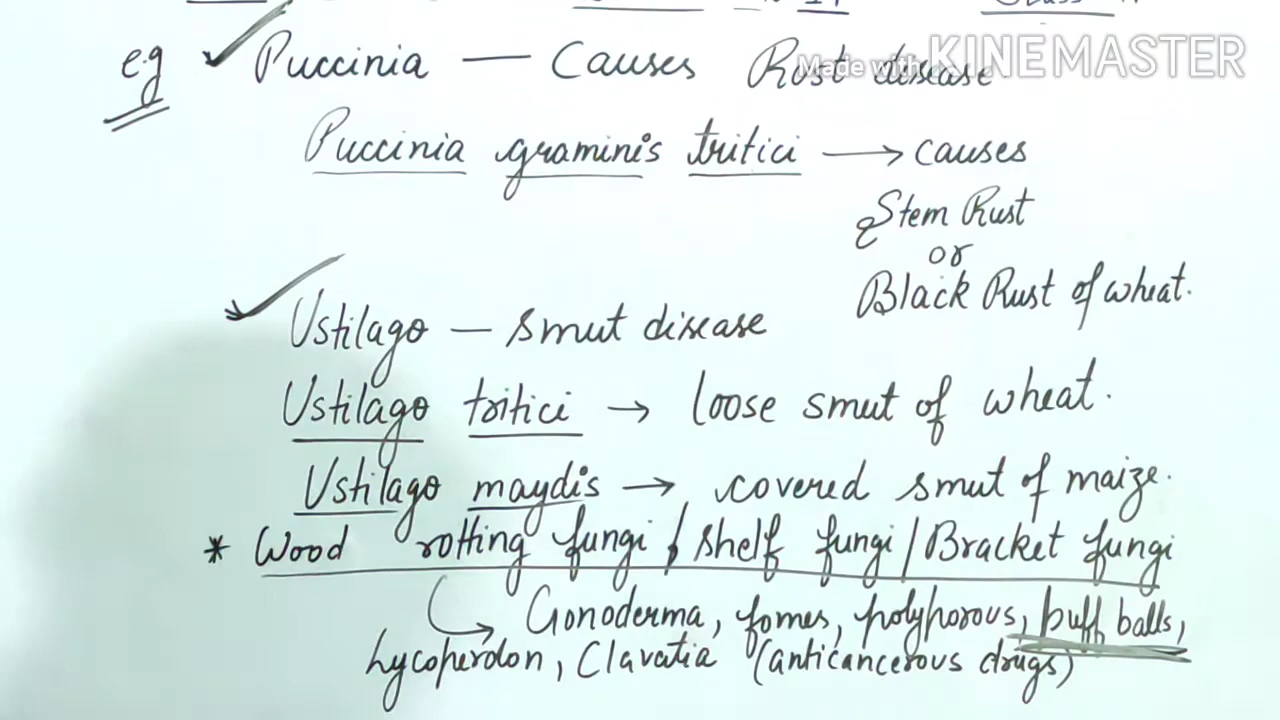 e.g Puccinia — Causes Rust disease
Made with KINEMASTER
Puccinia graminis tritici → causes
Stem Rust
or
Black Rust of wheat.
Ustilago — smut disease
Ustilago tritici → loose smut of wheat.
Ustilago maydis → covered smut of maize.
* Wood rotting fungi / shelf fungi / Bracket fungi
Gonoderma, fomes, polyporous, buff balls,
Lycoperdon, Clavatia (anticancerous drugs)